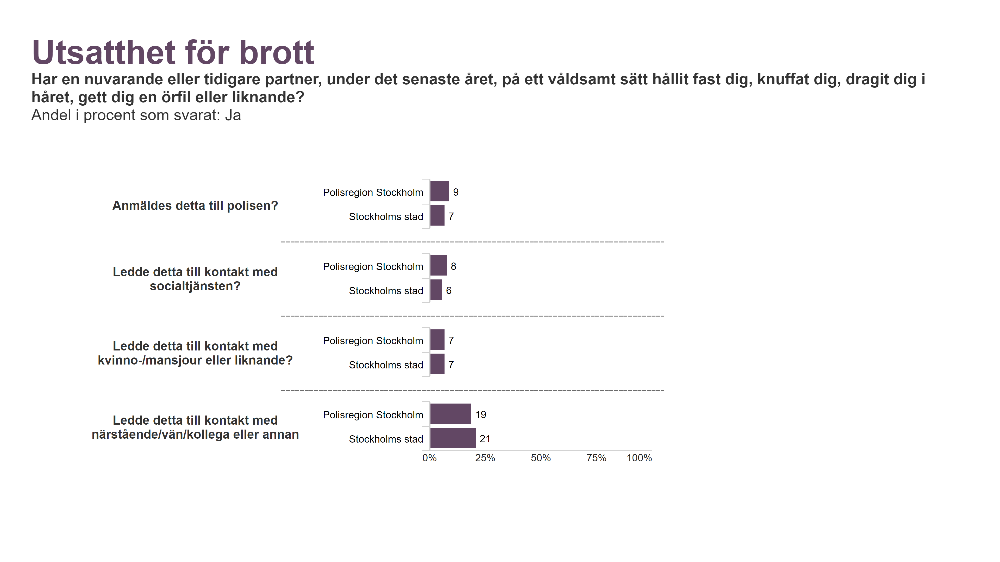 Utsatthet för brott
Har en nuvarande eller tidigare partner, under det senaste året, på ett våldsamt sätt hållit fast dig, knuffat dig, dragit dig i
håret, gett dig en örfil eller liknande?
Andel i procent som svarat: Ja
Anmäldes detta till polisen?
Polisregion Stockholm 9
Stockholms stad 7
Ledde detta till kontakt med
socialtjänsten?
Polisregion Stockholm 8
Stockholms stad 6
Ledde detta till kontakt med
kvinno-/mansjour eller liknande?
Polisregion Stockholm 7
Stockholms stad 7
Ledde detta till kontakt med
närstående/vän/kollega eller annan
Polisregion Stockholm 19
Stockholms stad 21
0% 25% 50% 75% 100%